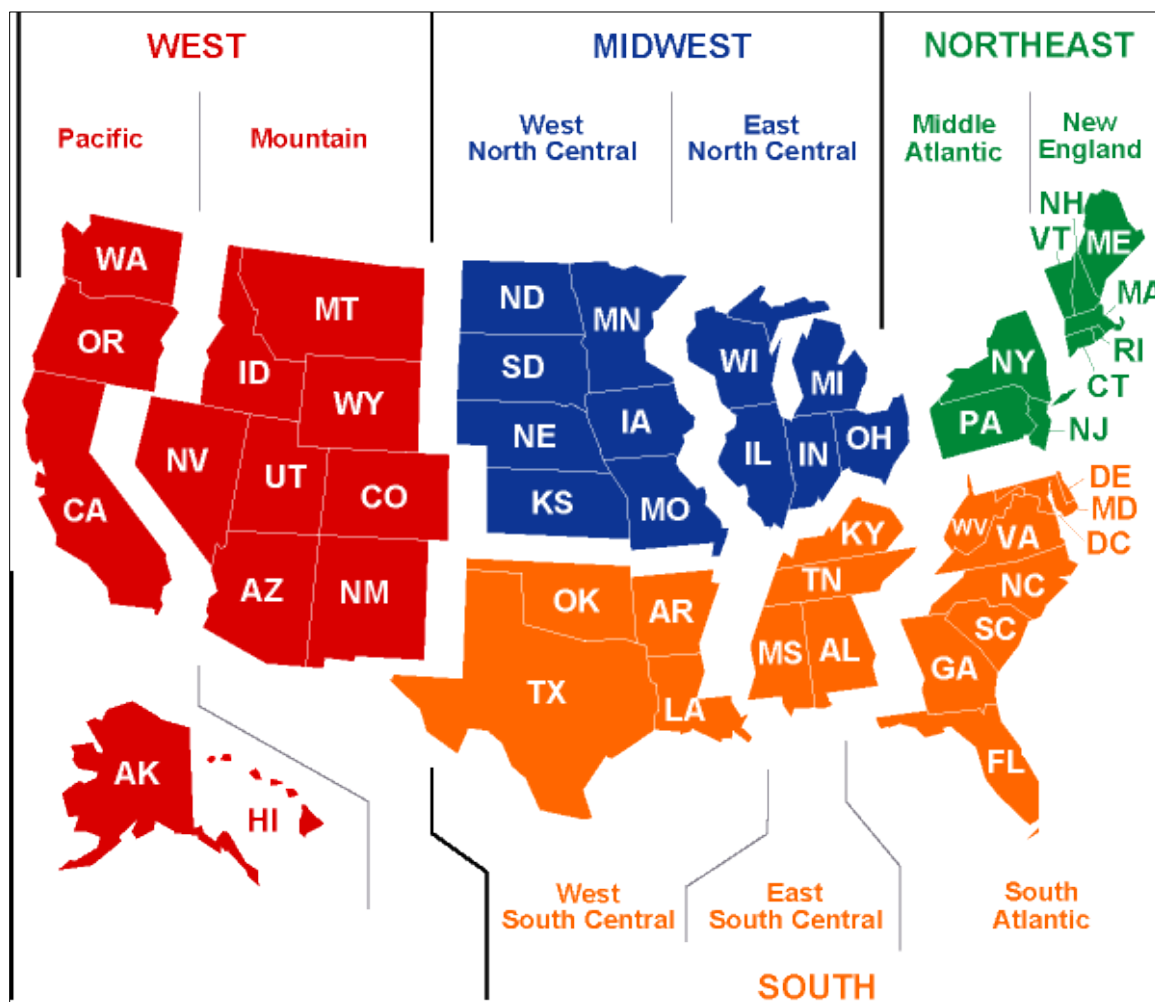 WEST
MIDWEST
NORTHEAST
Pacific
Mountain
West
North Central
East
North Central
Middle
Atlantic
New
England
WA
OR
CA
MT
ID
WY
NV
UT
CO
AZ
NM
AK
HI
ND
SD
NE
KS
MN
IA
MO
WI
MI
IL
IN
OH
NH
VT
ME
MA
RI
CT
NY
PA
NJ
OK
AR
TX
LA
KY
TN
MS
AL
DE
MD
DC
WV
VA
NC
SC
GA
FL
West
South Central
East
South Central
South
Atlantic
SOUTH